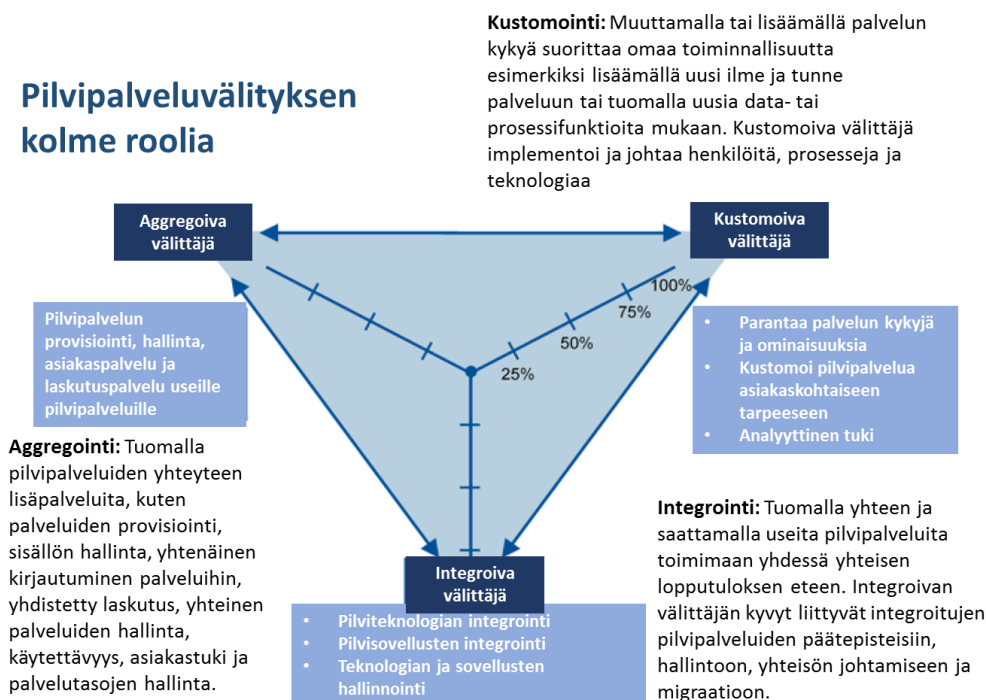 Kustomointi: Muuttamalla tai lisäämällä palvelun
kykyä suorittaa omaa toiminnallisuutta
esimerkiksi lisäämällä uusi ilme ja tunne
palveluun tai tuomalla uusia data- tai
prosessifunktioita mukaan. Kustomoiva välittäjä
implementoi ja johtaa henkilöitä, prosesseja ja
teknologiaa
Pilvipalveluvälityksen
kolme roolia
Aggregoiva
välittäjä
Kustomoiva
välittäjä
100%
75%
50%
25%
Pilvipalvelun
provisiointi, hallinta,
asiakaspalvelu ja
laskutuspalvelu useille
pilvipalveluille
• Parantaa palvelun kykyjä
ja ominaisuuksia
• Kustomoi pilvipalvelua
asiakaskohtaiseen
tarpeeseen
• Analyyttinen tuki
Aggregointi: Tuomalla
pilvipalveluiden yhteyteen
lisäpalveluita, kuten
palveluiden provisiointi,
sisällön hallinta, yhtenäinen
kirjautuminen palveluihin,
yhdistetty laskutus, yhteinen
palveluiden hallinta,
käytettävyys, asiakastuki ja
palvelutasojen hallinta.
Integroiva
välittäjä
• Pilviteknologian integrointi
• Pilvisovellusten integrointi
• Teknologian ja sovellusten
hallinnointi
Integrointi: Tuomalla yhteen ja
saattamalla useita pilvipalveluita
toimimaan yhdessä yhteisen
lopputuloksen eteen. Integroivan
välittäjän kyvyt liittyvät integroitujen
pilvipalveluiden päätepisteisiin,
hallintoon, yhteisön johtamiseen ja
migraatioon.